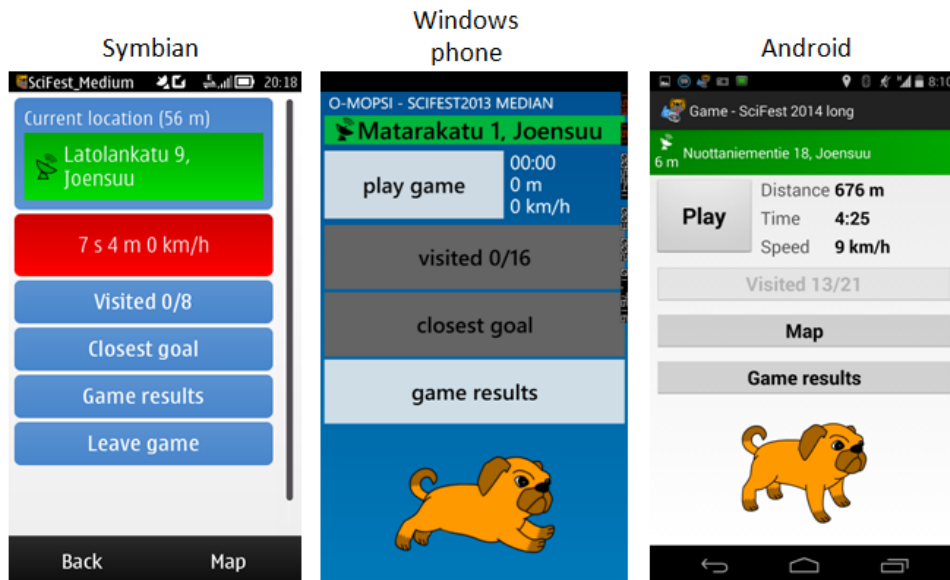 Symbian
SciFest_Medium 20:18
Current location (56 m)
Latolankatu 9,
Joensuu
7 s 4 m 0 km/h
Visited 0/8
Closest goal
Game results
Leave game
Back Map
Windows
phone
O-MOPSI - SCIFEST2013 MEDIAN
Matarakatu 1, Joensuu
play game
00:00
0 m
0 km/h
visited 0/16
closest goal
game results
Android
8:10
Game - SciFest 2014 long
6 m Nuottaniementie 18, Joensuu
Play
Distance 676 m
Time 4:25
Speed 9 km/h
Visited 13/21
Map
Game results